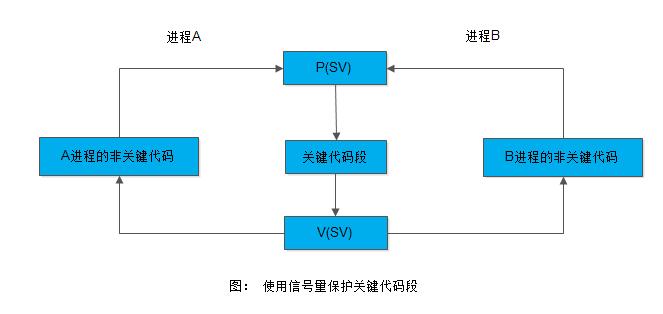 进程A
进程B
P(SV)
A进程的非关键代码
关键代码段
B进程的非关键代码
V(SV)
图： 使用信号量保护关键代码段